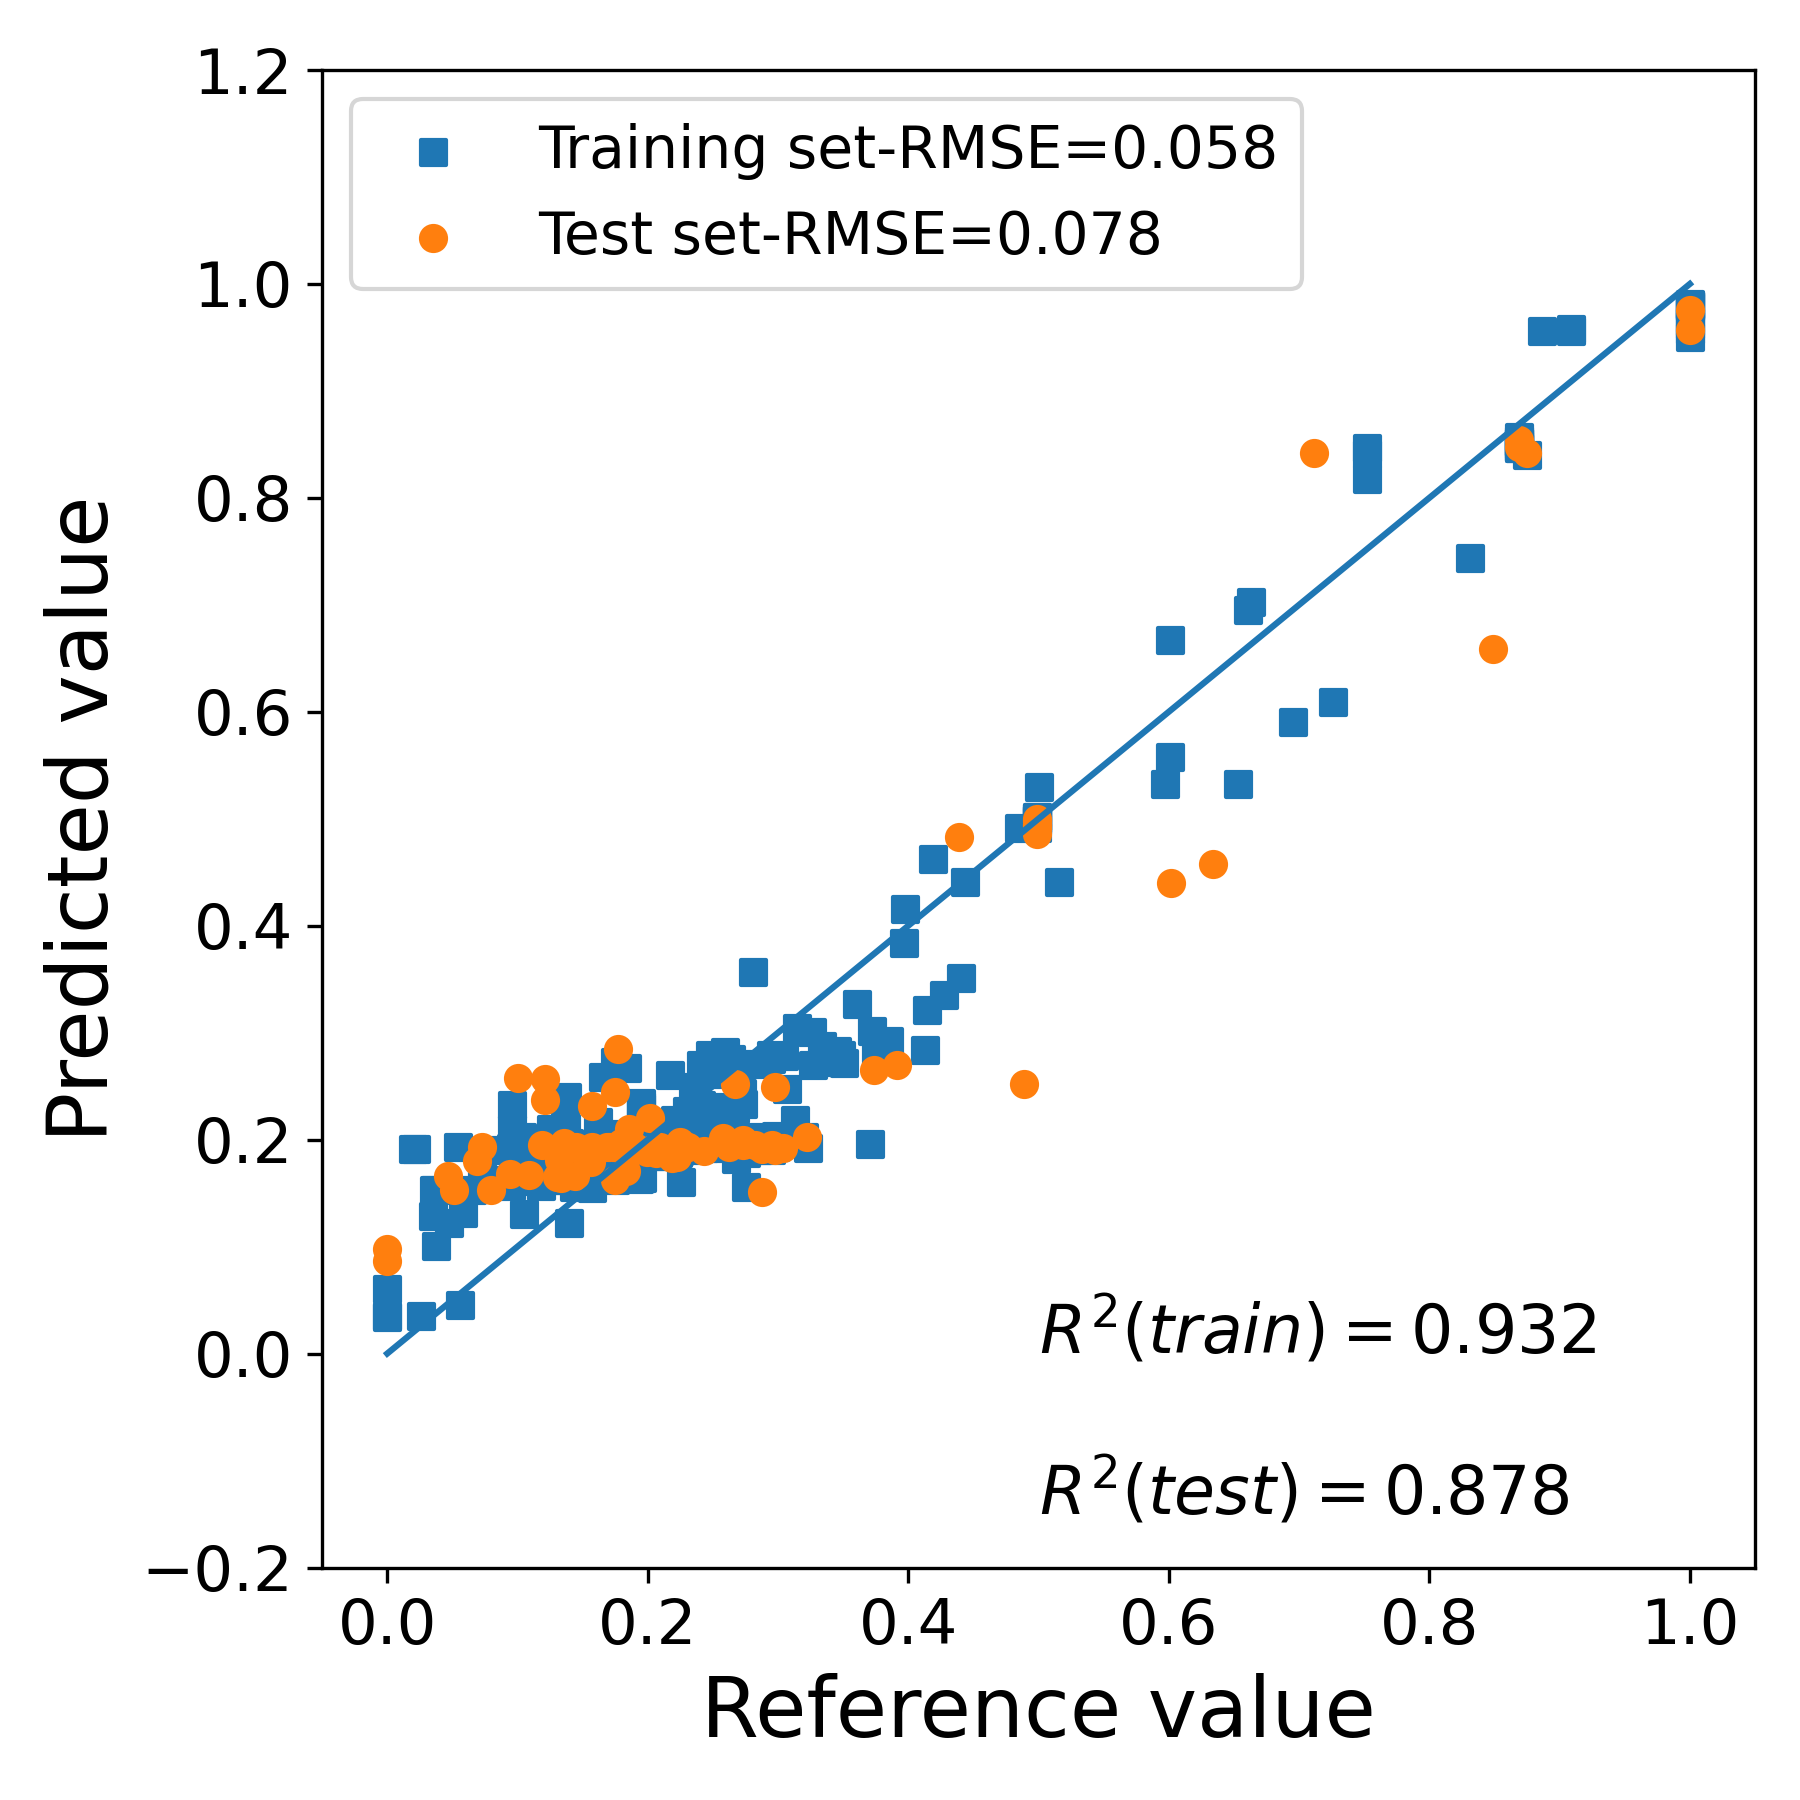 1.2
1.0
0.8
0.6
0.4
0.2
0.0
−0.2
Predicted value
Training set-RMSE=0.058
Test set-RMSE=0.078
R²(train) = 0.932
R²(test) = 0.878
0.0 0.2 0.4 0.6 0.8 1.0
Reference value